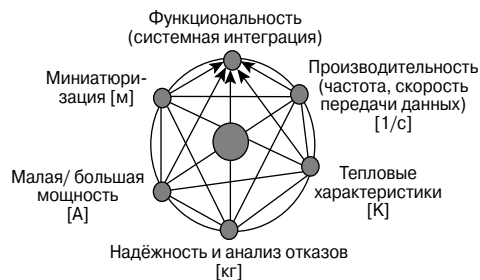 Функциональность
(системная интеграция)
Миниатюри-
зация [м]
Производительность
(частота, скорость
передачи данных)
[1/с]
Малая/ большая
мощность
[А]
Тепловые
характеристики
[К]
Надёжность и анализ отказов
[кг]